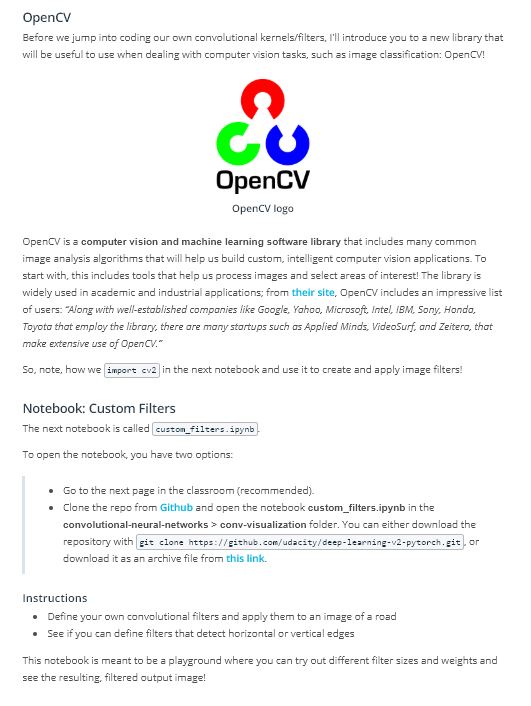 OpenCV
Before we jump into coding our own convolutional kernels/filters, I'll introduce you to a new library that
will be useful to use when dealing with computer vision tasks, such as image classification: OpenCV!
OpenCV
OpenCV logo
OpenCV is a computer vision and machine learning software library that includes many common
image analysis algorithms that will help us build custom, intelligent computer vision applications. To
start with, this includes tools that help us process images and select areas of interest! The library is
widely used in academic and industrial applications; from their site, OpenCV includes an impressive list
of users: “Along with well-established companies like Google, Yahoo, Microsoft, Intel, IBM, Sony, Honda,
Toyota that employ the library, there are many startups such as Applied Minds, VideoSurf, and Zeitera, that
make extensive use of OpenCV.”
So, note, how we import cv2 in the next notebook and use it to create and apply image filters!
Notebook: Custom Filters
The next notebook is called custom_filters.ipynb.
To open the notebook, you have two options:
• Go to the next page in the classroom (recommended).
• Clone the repo from Github and open the notebook custom_filters.ipynb in the
convolutional-neural-networks > conv-visualization folder. You can either download the
repository with git clone https://github.com/udacity/deep-learning-v2-pytorch.git, or
download it as an archive file from this link.
Instructions
• Define your own convolutional filters and apply them to an image of a road
• See if you can define filters that detect horizontal or vertical edges
This notebook is meant to be a playground where you can try out different filter sizes and weights and
see the resulting, filtered output image!